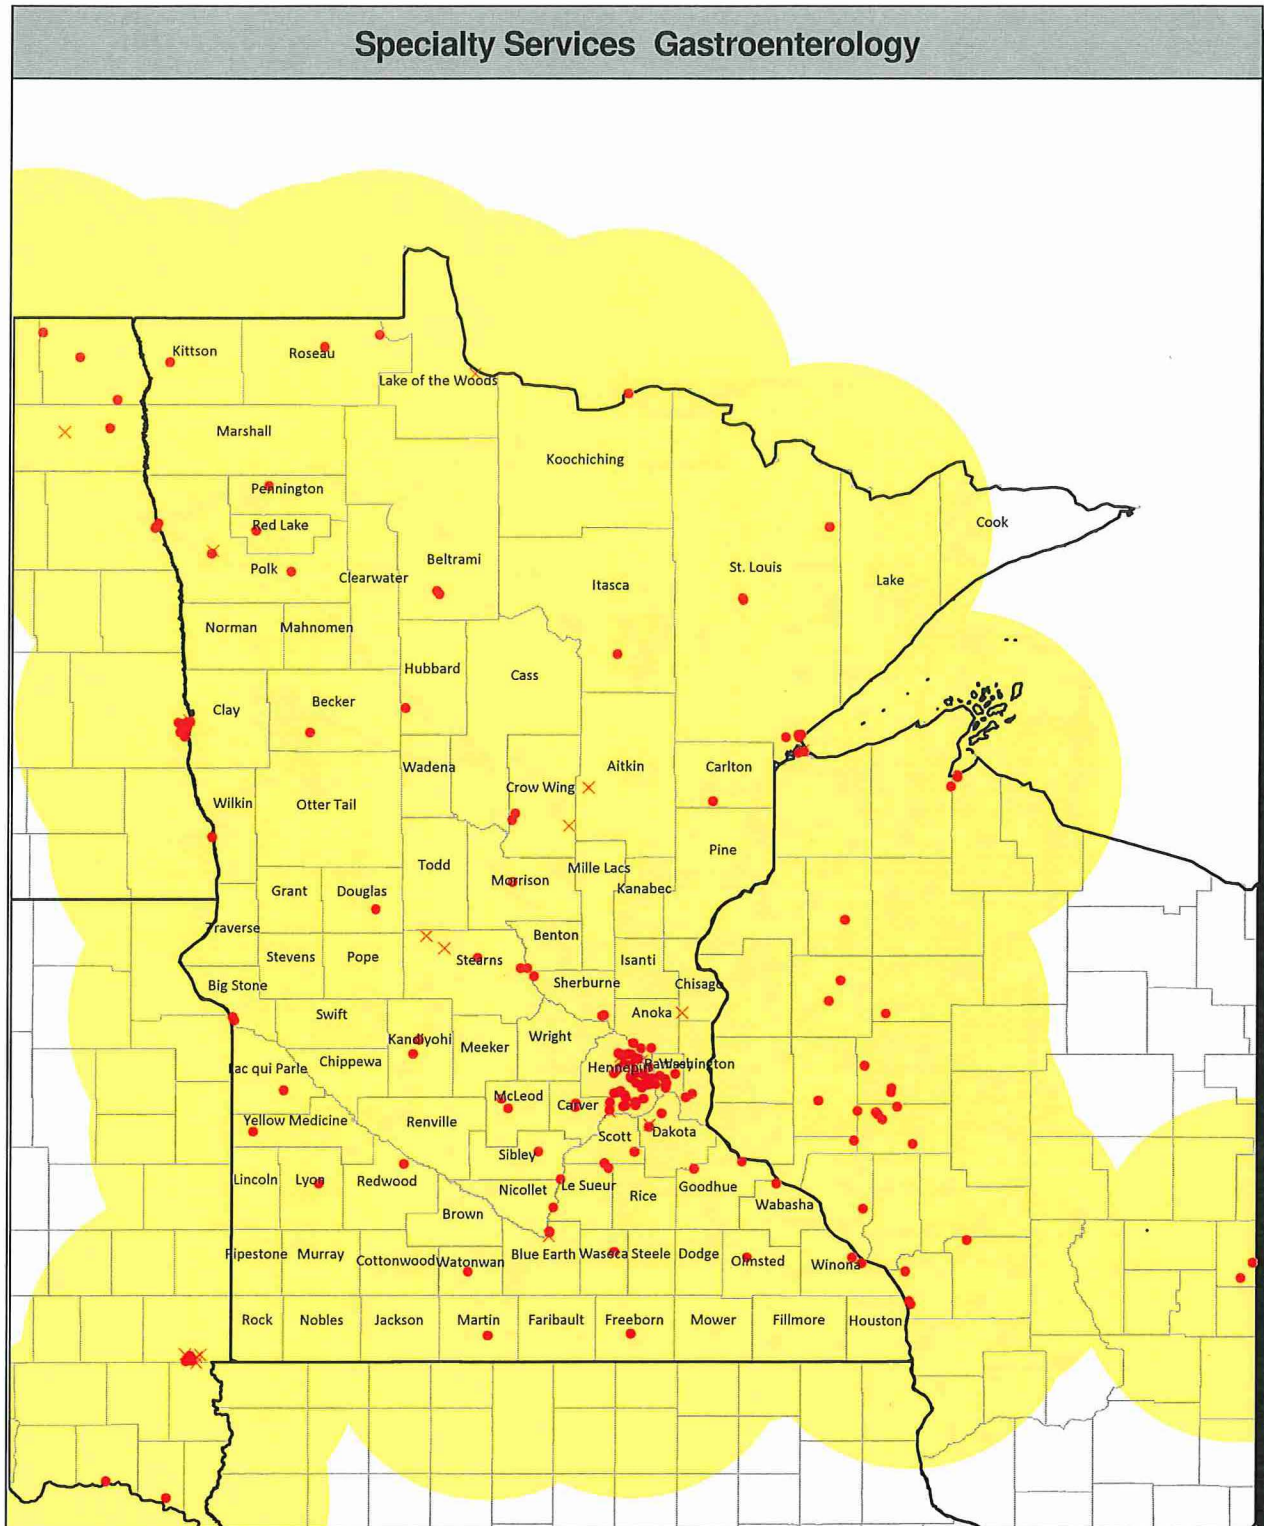 Specialty Services Gastroenterology
Kittson
Roseau
Lake of the Woods
Marshall
Koochiching
Pennington
Cook
Red Lake
Beltrami
St. Louis
Polk
Clearwater
Itasca
Lake
Norman
Mahnomen
Hubbard
Cass
Clay
Becker
Wadena
Aitkin
Carlton
Crow Wing
Wilkin
Otter Tail
Pine
Todd
Mille Lacs
Morrison
Grant
Douglas
Kanabec
Traverse
Benton
Stevens
Pope
Stearns
Isanti
Big Stone
Sherburne
Chisago
Swift
Anoka
Kandiyohi
Wright
Meeker
Chippewa
Lac qui Parle
Hennepin
Ramsey
Washington
McLeod
Carver
Yellow Medicine
Renville
Scott
Dakota
Sibley
Lincoln
Lyon
Redwood
Le Sueur
Nicollet
Rice
Goodhue
Wabasha
Brown
Pipestone
Murray
Cottonwood
Watonwan
Blue Earth
Waseca
Steele
Dodge
Olmsted
Winona
Rock
Nobles
Jackson
Martin
Faribault
Freeborn
Mower
Fillmore
Houston